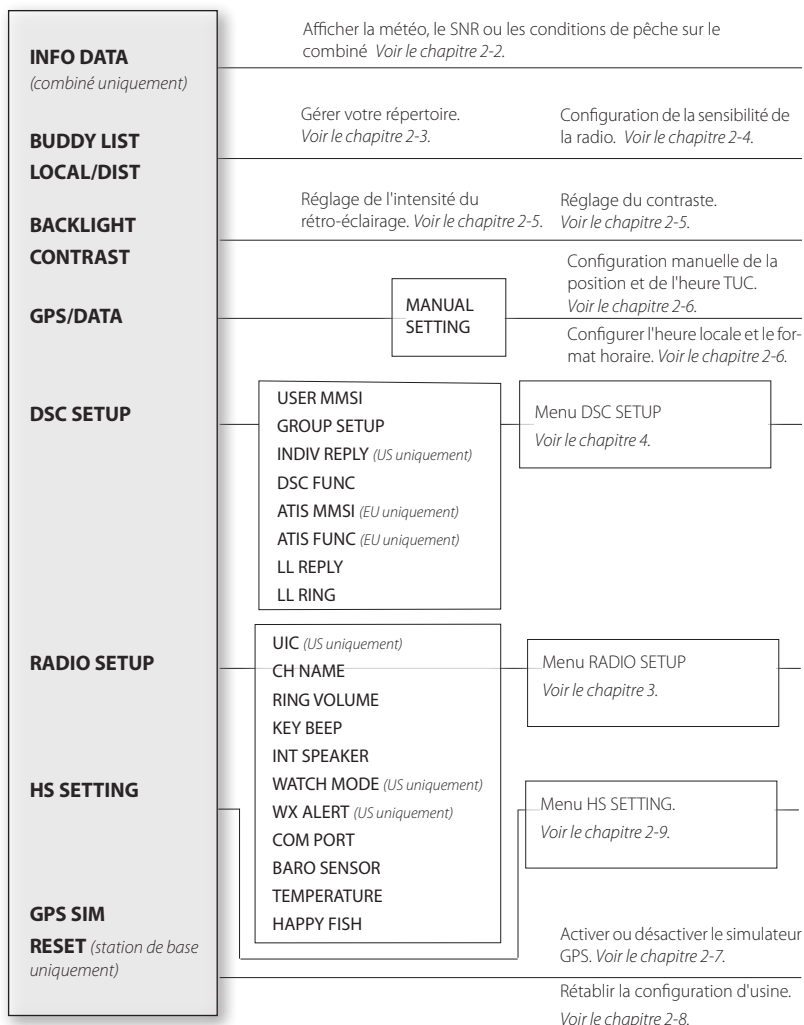 Afficher la météo, le SNR ou les conditions de pêche sur le
combiné Voir le chapitre 2-2.
INFO DATA
(combiné uniquement)
Gérer votre répertoire.
Voir le chapitre 2-3.
Configuration de la sensibilité de
la radio. Voir le chapitre 2-4.
BUDDY LIST
LOCAL/DIST
Réglage de l'intensité du
rétro-éclairage. Voir le chapitre 2-5.
Réglage du contraste.
Voir le chapitre 2-5.
BACKLIGHT
CONTRAST
Configuration manuelle de la
position et de l'heure TUC.
Voir le chapitre 2-6.
GPS/DATA
MANUAL
SETTING
Configurer l'heure locale et le for-
mat horaire. Voir le chapitre 2-6.
DSC SETUP
USER MMSI
GROUP SETUP
INDIV REPLY (US uniquement)
DSC FUNC
ATIS MMSI (EU uniquement)
ATIS FUNC (EU uniquement)
LL REPLY
LL RING
Menu DSC SETUP
Voir le chapitre 4.
RADIO SETUP
UIC (US uniquement)
CH NAME
RING VOLUME
KEY BEEP
INT SPEAKER
WATCH MODE (US uniquement)
WX ALERT (US uniquement)
COM PORT
BARO SENSOR
TEMPERATURE
HAPPY FISH
Menu RADIO SETUP
Voir le chapitre 3.
HS SETTING
Menu HS SETTING.
Voir le chapitre 2-9.
GPS SIM
RESET (station de base
uniquement)
Activer ou désactiver le simulateur
GPS. Voir le chapitre 2-7.
Rétablir la configuration d'usine.
Voir le chapitre 2-8.